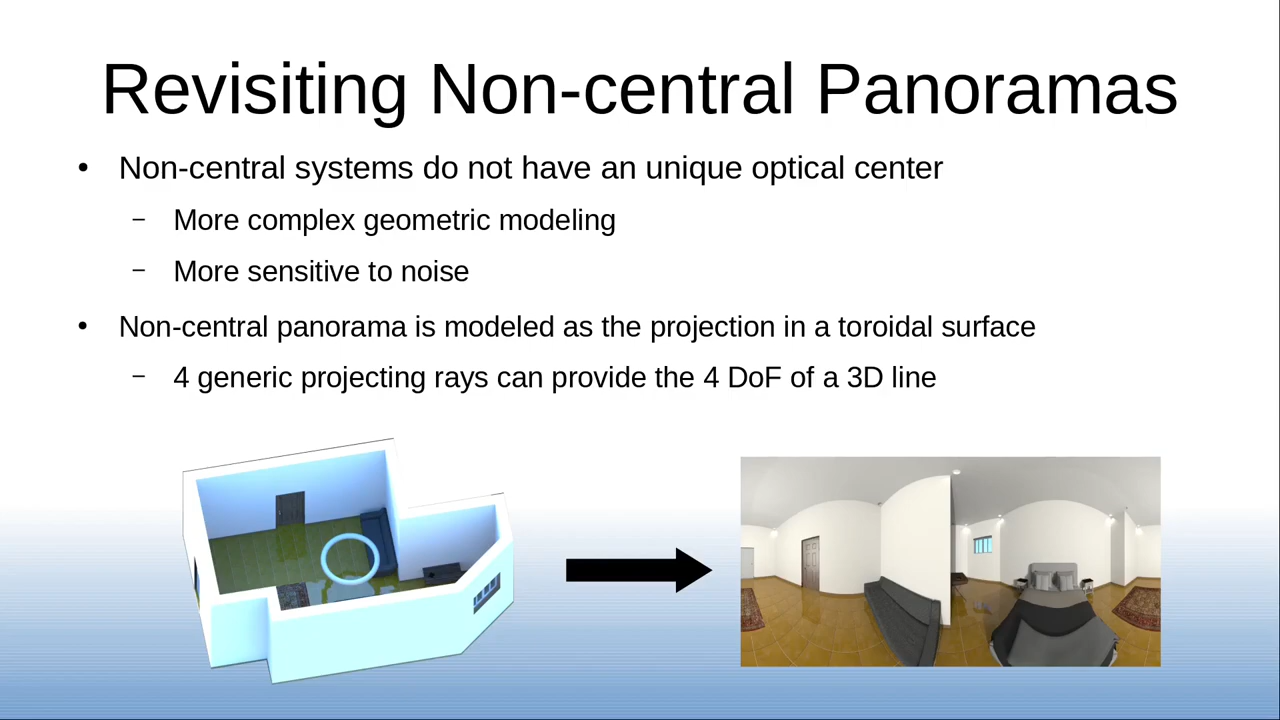 Revisiting Non-central Panoramas
• Non-central systems do not have an unique optical center
– More complex geometric modeling
– More sensitive to noise
• Non-central panorama is modeled as the projection in a toroidal surface
– 4 generic projecting rays can provide the 4 DoF of a 3D line